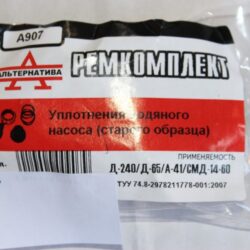 А907
АЛЬТЕРНАТИВА
РЕМКОМПЛЕКТ
Уплотнения водяного
насоса (старого образца)
ПРИМЕНЯЕМОСТЬ
Д-240/Д-65/А-41/СМД-14-60
ТУУ 74.8-2978211778-001:2007